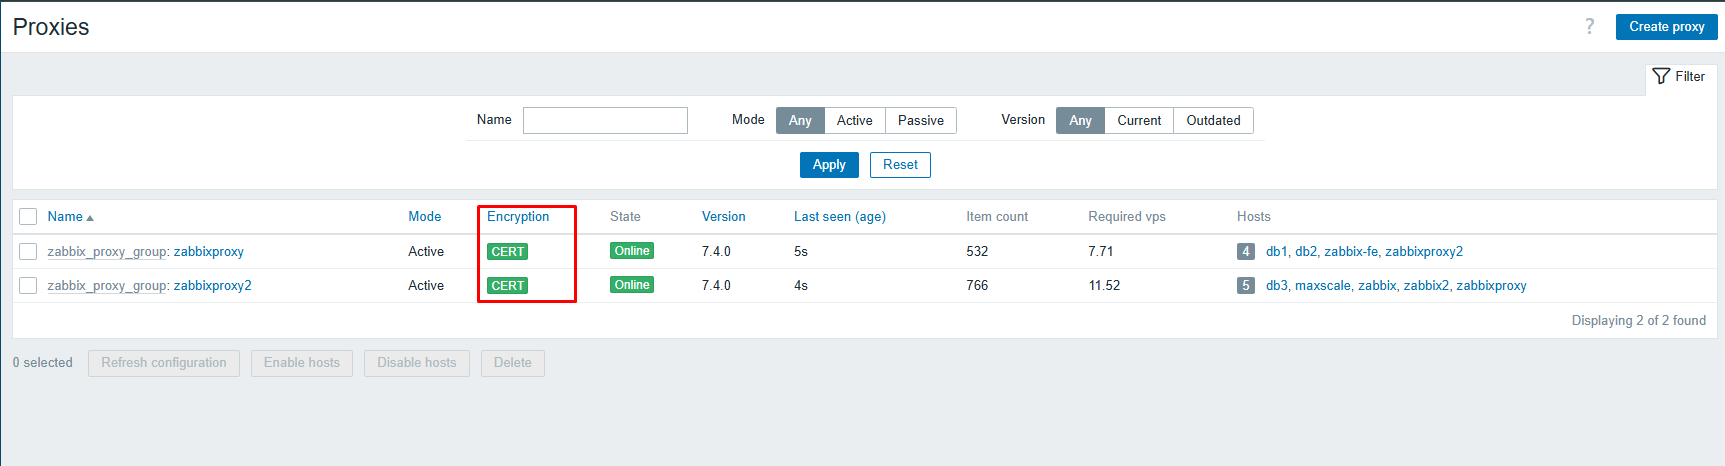 Proxies
? Create proxy
Filter
Name Mode Any Active Passive Version Any Current Outdated
Apply Reset
Name Mode Encryption State Version Last seen (age) Item count Required vps Hosts
zabbix_proxy_group: zabbixproxy Active CERT Online 7.4.0 5s 532 7.71 4 db1, db2, zabbix-fe, zabbixproxy2
zabbix_proxy_group: zabbixproxy2 Active CERT Online 7.4.0 4s 766 11.52 5 db3, maxscale, zabbix, zabbix2, zabbixproxy
Displaying 2 of 2 found
0 selected Refresh configuration Enable hosts Disable hosts Delete